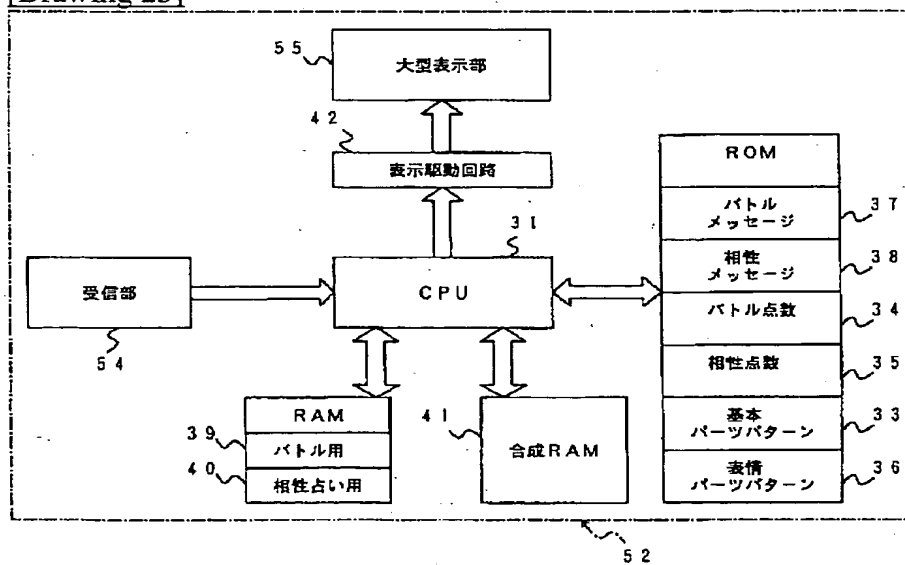 [Drawing 25]
55
大型表示部
42
表示駆動回路
31
CPU
受信部
54
ROM
バトル
メッセージ
37
相性
メッセージ
38
バトル点数
34
相性点数
35
基本
パーツパターン
33
表情
パーツパターン
36
RAM
39
バトル用
40
相性占い用
41
合成RAM
52